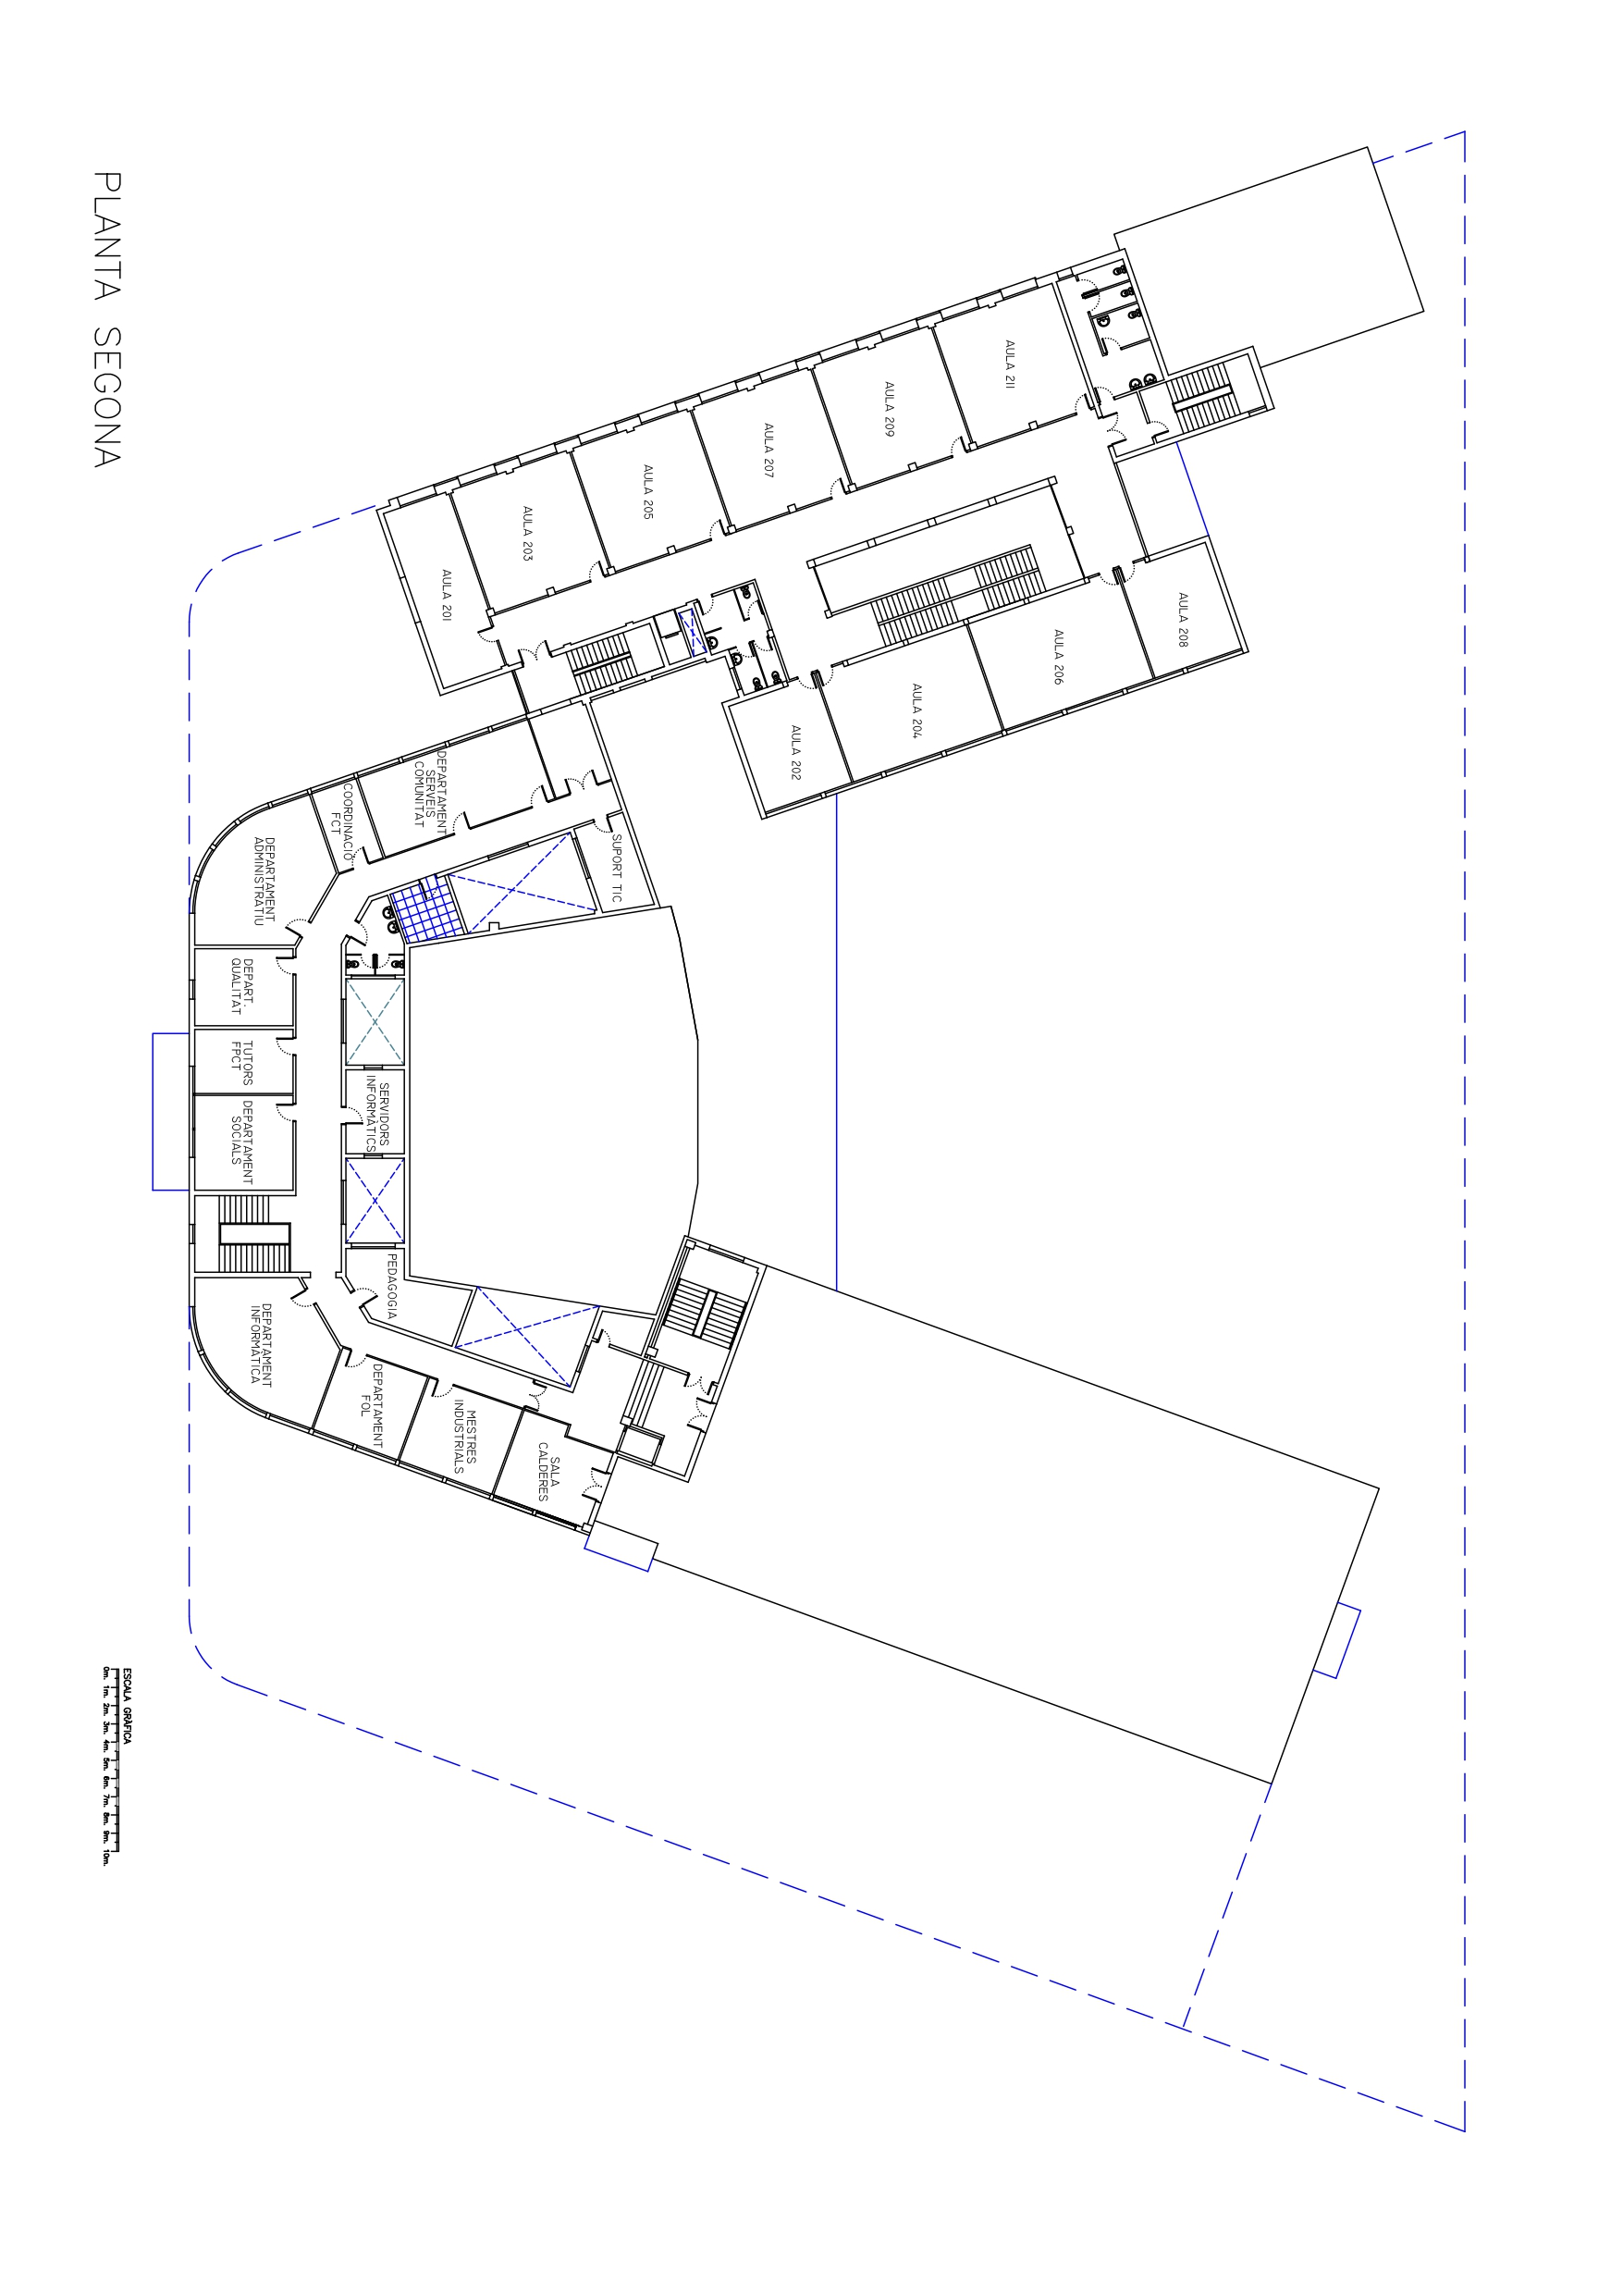 AULA 208
AULA 206
AULA 211
AULA 204
AULA 209
AULA 202
AULA 207
AULA 205
SUPORT TIC
SALA
CALDERES
AULA 203
MESTRES
INDUSTRIALS
AULA 201
DEPARTAMENT
SERVEIS
COMUNITAT
PEDAGOGIA
SERVIDORS
INFORMÀTICS
DEPARTAMENT
FOL
COORDINACIÓ
FCT
DEPARTAMENT
ADMINISTRATIU
DEPARTAMENT
INFORMÀTICA
DEPART.
QUALITAT
TUTORS
FPCT
DEPARTAMENT
SOCIALS
PLANTA SEGONA
ESCALA GRÀFICA
0m. 1m. 2m. 3m. 4m. 5m. 6m. 7m. 8m. 9m. 10m.